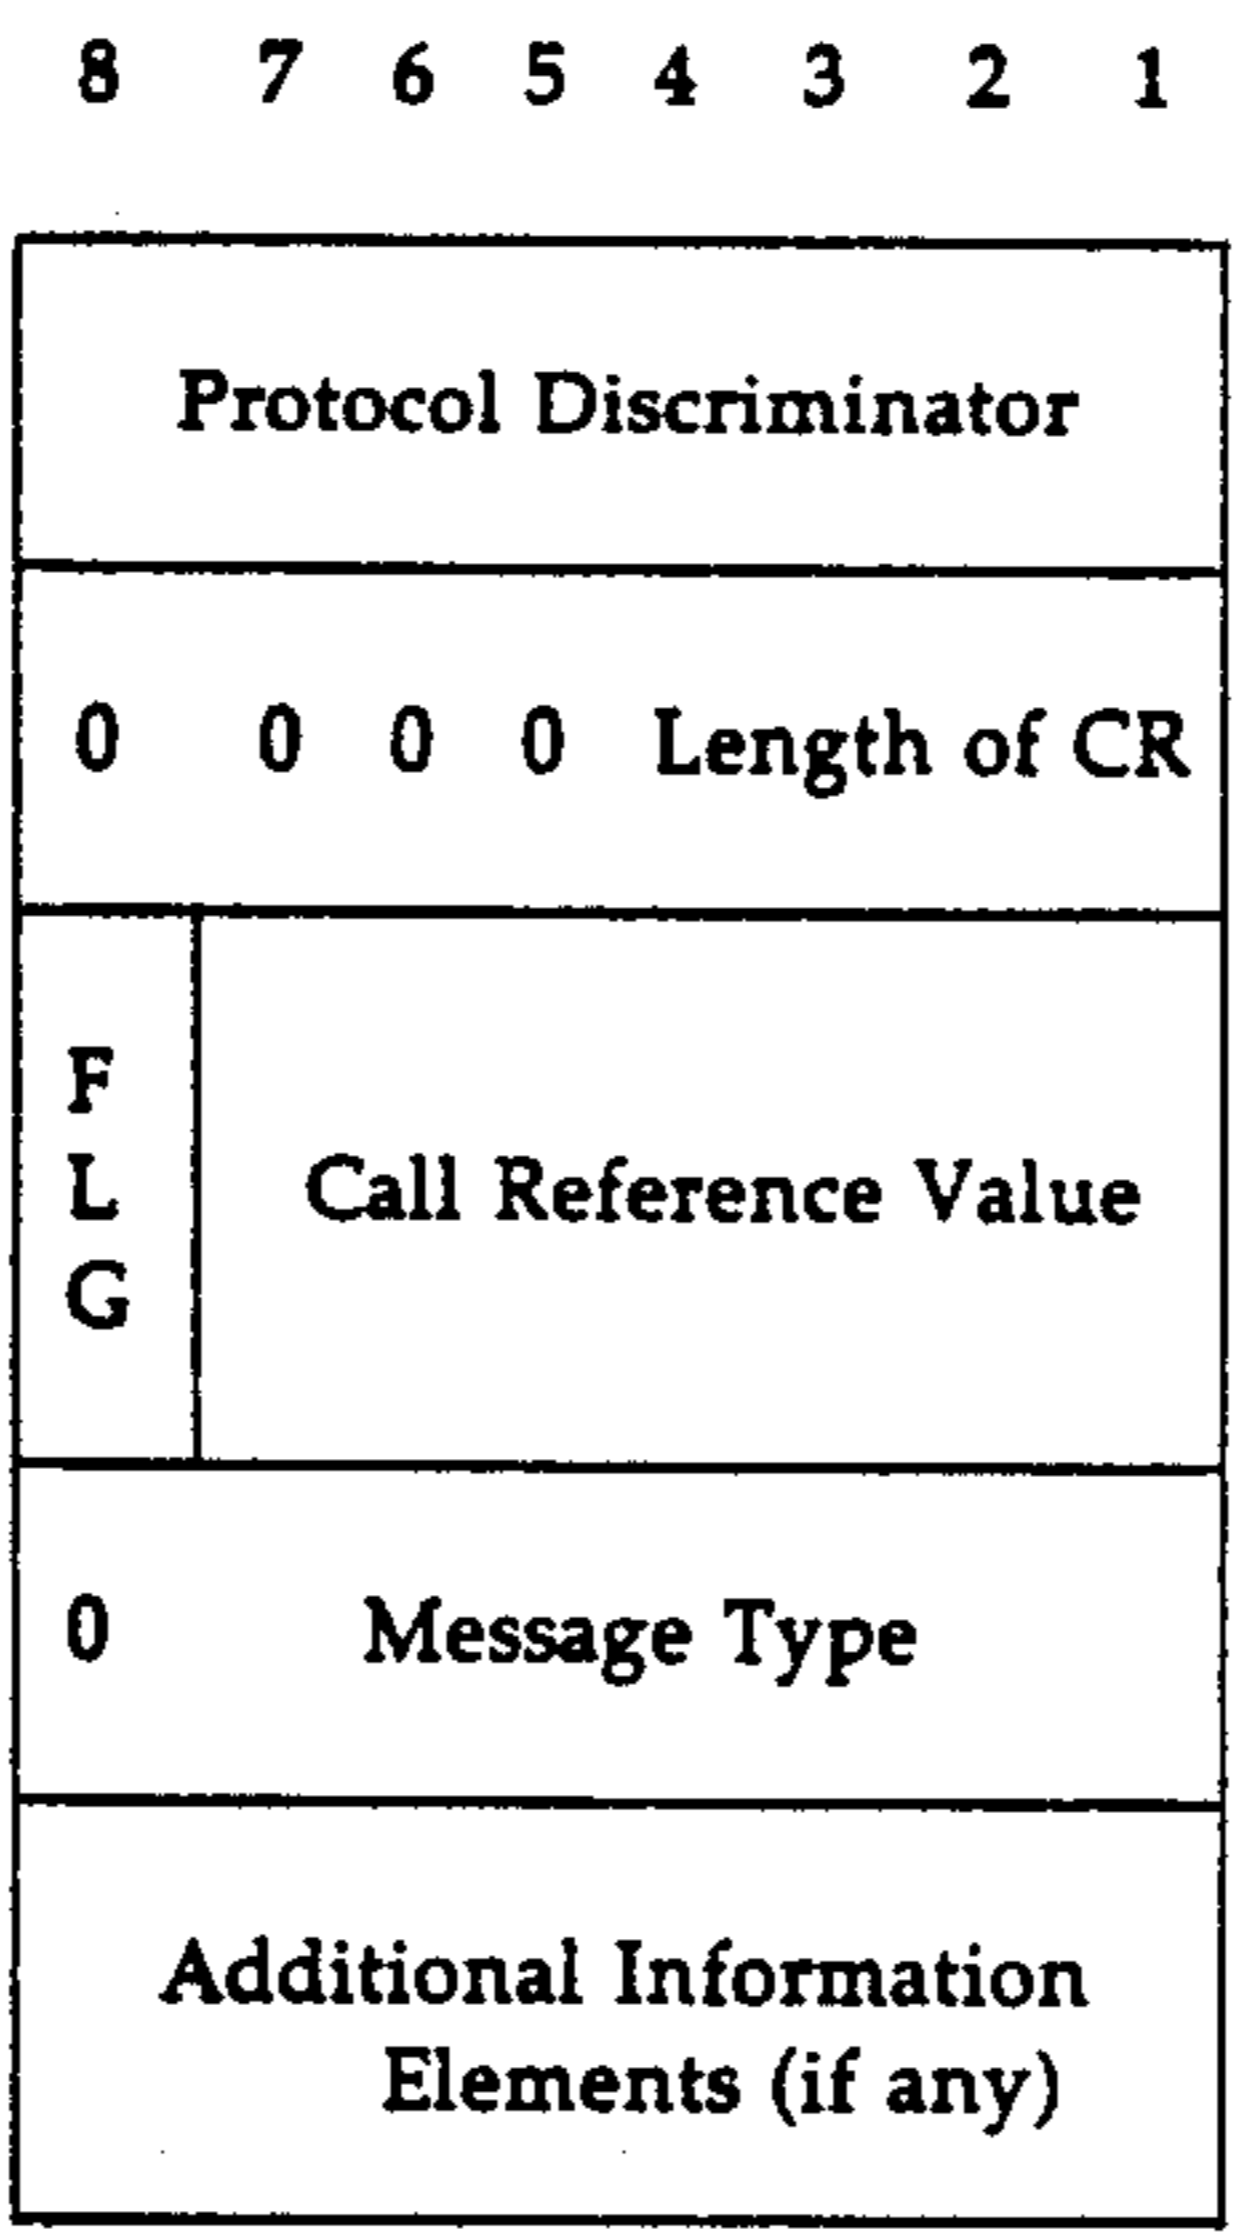 8 7 6 5 4 3 2 1
Protocol Discriminator
0 0 0 0 Length of CR
F
L
G
Call Reference Value
0 Message Type
Additional Information
Elements (if any)